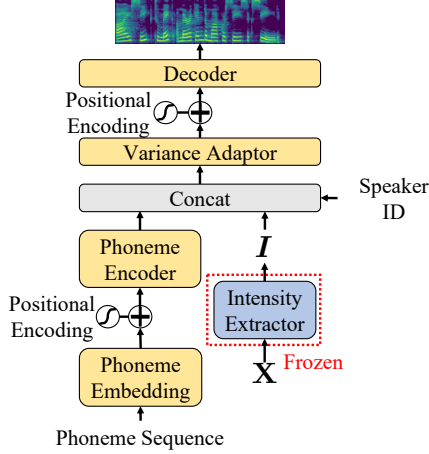 Decoder
Positional
Encoding
Variance Adaptor
Concat
Speaker
ID
Phoneme
Encoder
I
Intensity
Extractor
Positional
Encoding
Frozen
X
Phoneme
Embedding
Phoneme Sequence